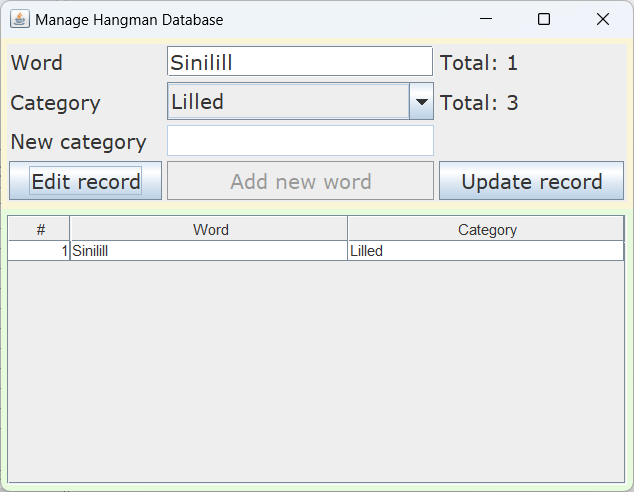 Manage Hangman Database
Word Sinilill Total: 1
Category Lilled Total: 3
New category
Edit record Add new word Update record
# Word Category
1 Sinilill Lilled